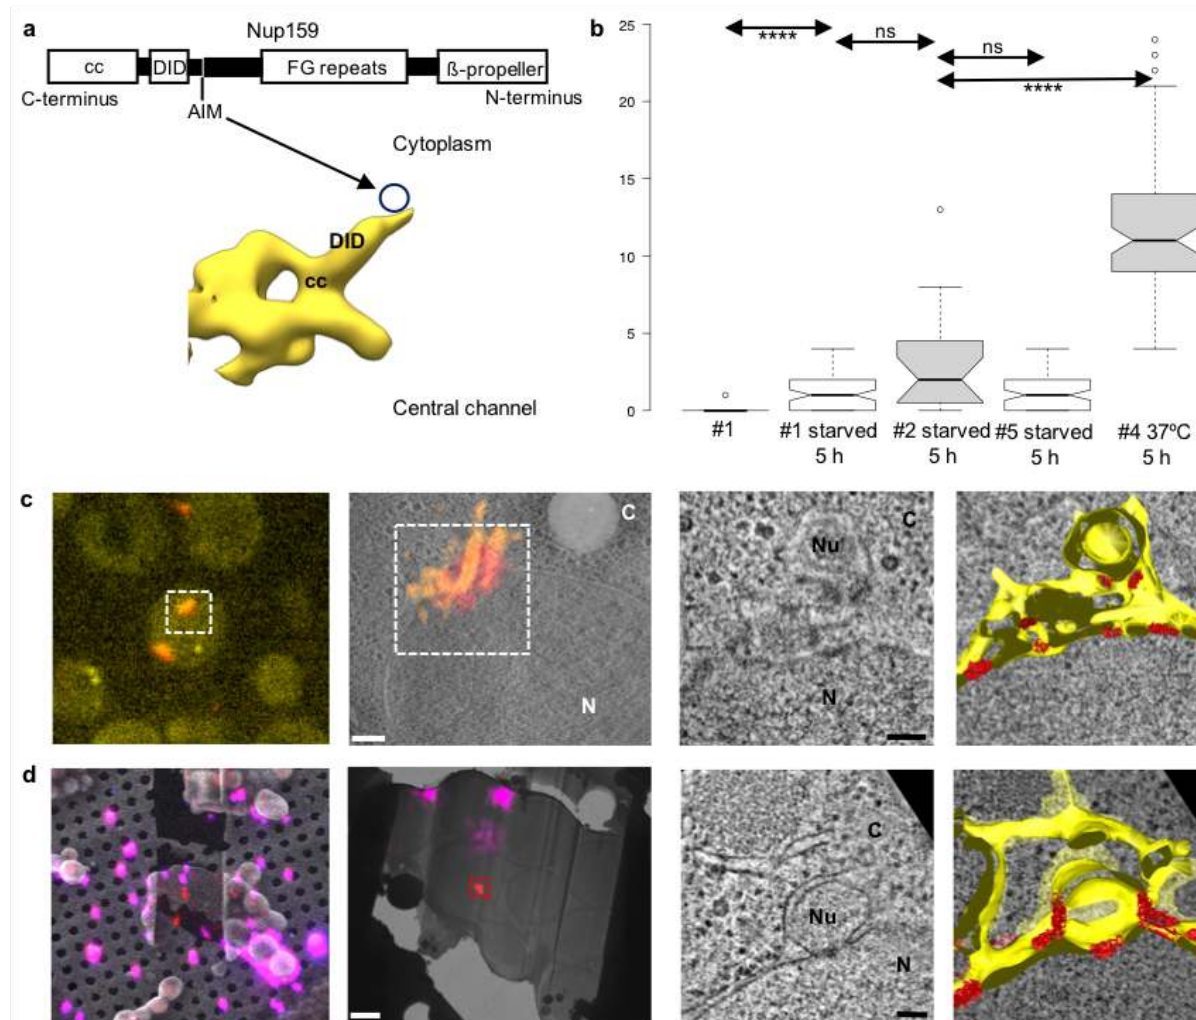 a
Nup159
cc
DID
FG repeats
ß-propeller
C-terminus
N-terminus
AIM
Cytoplasm
DID
cc
Central channel
b
****
ns
ns
****
25
20
15
10
5
0
#1
#1 starved
5 h
#2 starved
5 h
#5 starved
5 h
#4 37ºC
5 h
c
C
N
C
Nu
N
d
C
Nu
N